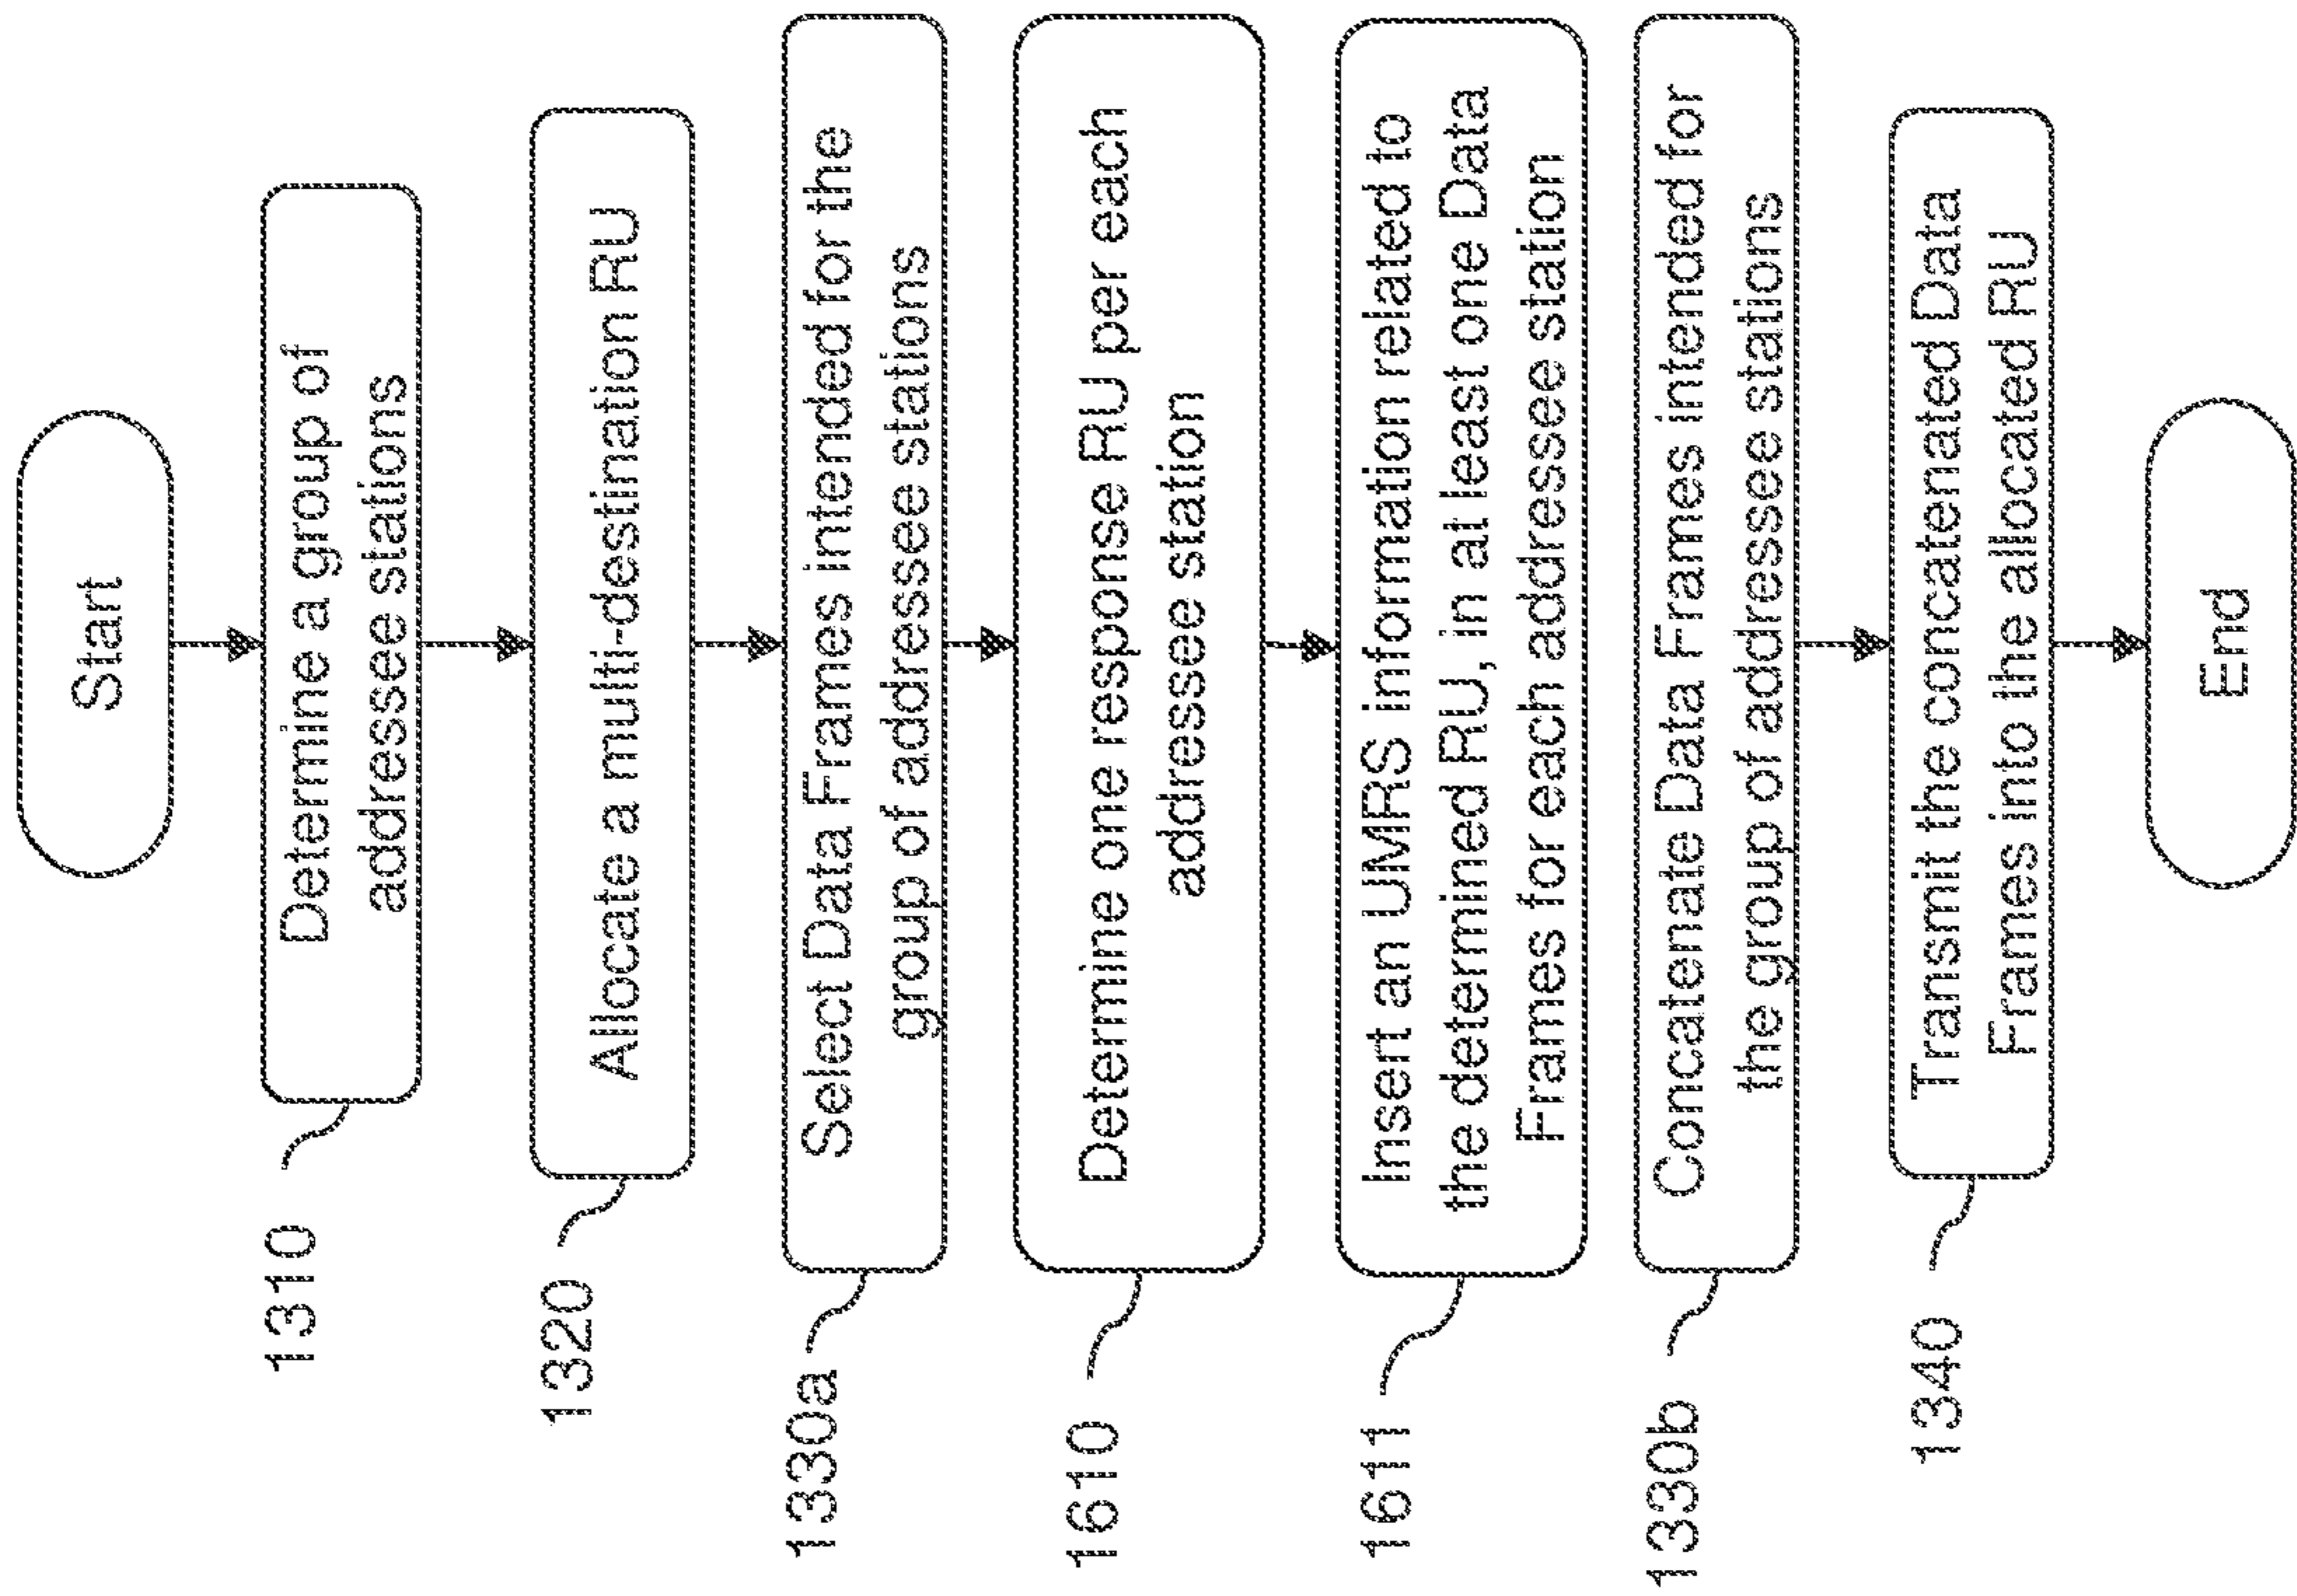 Start
1310
Determine a group of
addressee stations
1320
Allocate a multi-destination RU
1330a
Select Data Frames intended for the
group of addressee stations
1610
Determine one response RU per each
addressee station
1611
Insert an UMRS information related to
the determined RU, in at least one Data
Frames for each addressee station
1330b
Concatenate Data Frames intended for
the group of addressee stations
1340
Transmit the concatenated Data
Frames into the allocated RU
End